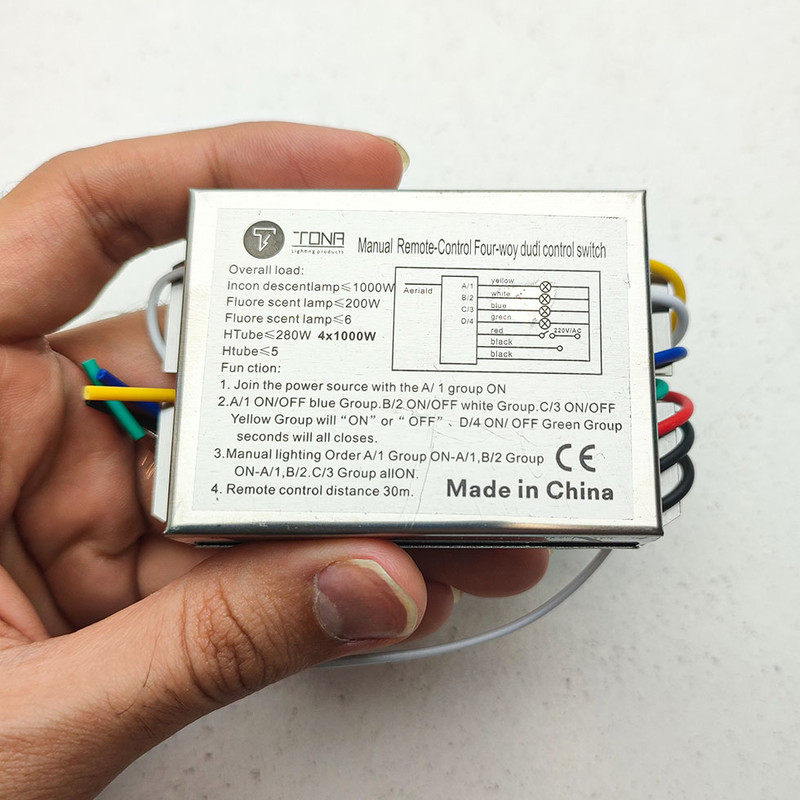 TONA
Lighting products
Manual Remote-Control Four-woy dudi control switch
Overall load:
Incon descentlamp≤1000W
Fluore scent lamp≤200W
Fluore scent lamp≤6
HTube≤280W 4x1000W
Htube≤5
Fun ction:
Aeriald
A/1 yellow
B/2 white
C/3 blue
D/4 green
red 220V/AC
black
black
1. Join the power source with the A/ 1 group ON
2.A/1 ON/OFF blue Group.B/2 ON/OFF white Group.C/3 ON/OFF
Yellow Group will “ON” or “ OFF”、D/4 ON/ OFF Green Group
seconds will all closes.
3.Manual lighting Order A/1 Group ON-A/1,B/2 Group
ON-A/1,B/2.C/3 Group allON.
CE
4. Remote control distance 30m.
Made in China